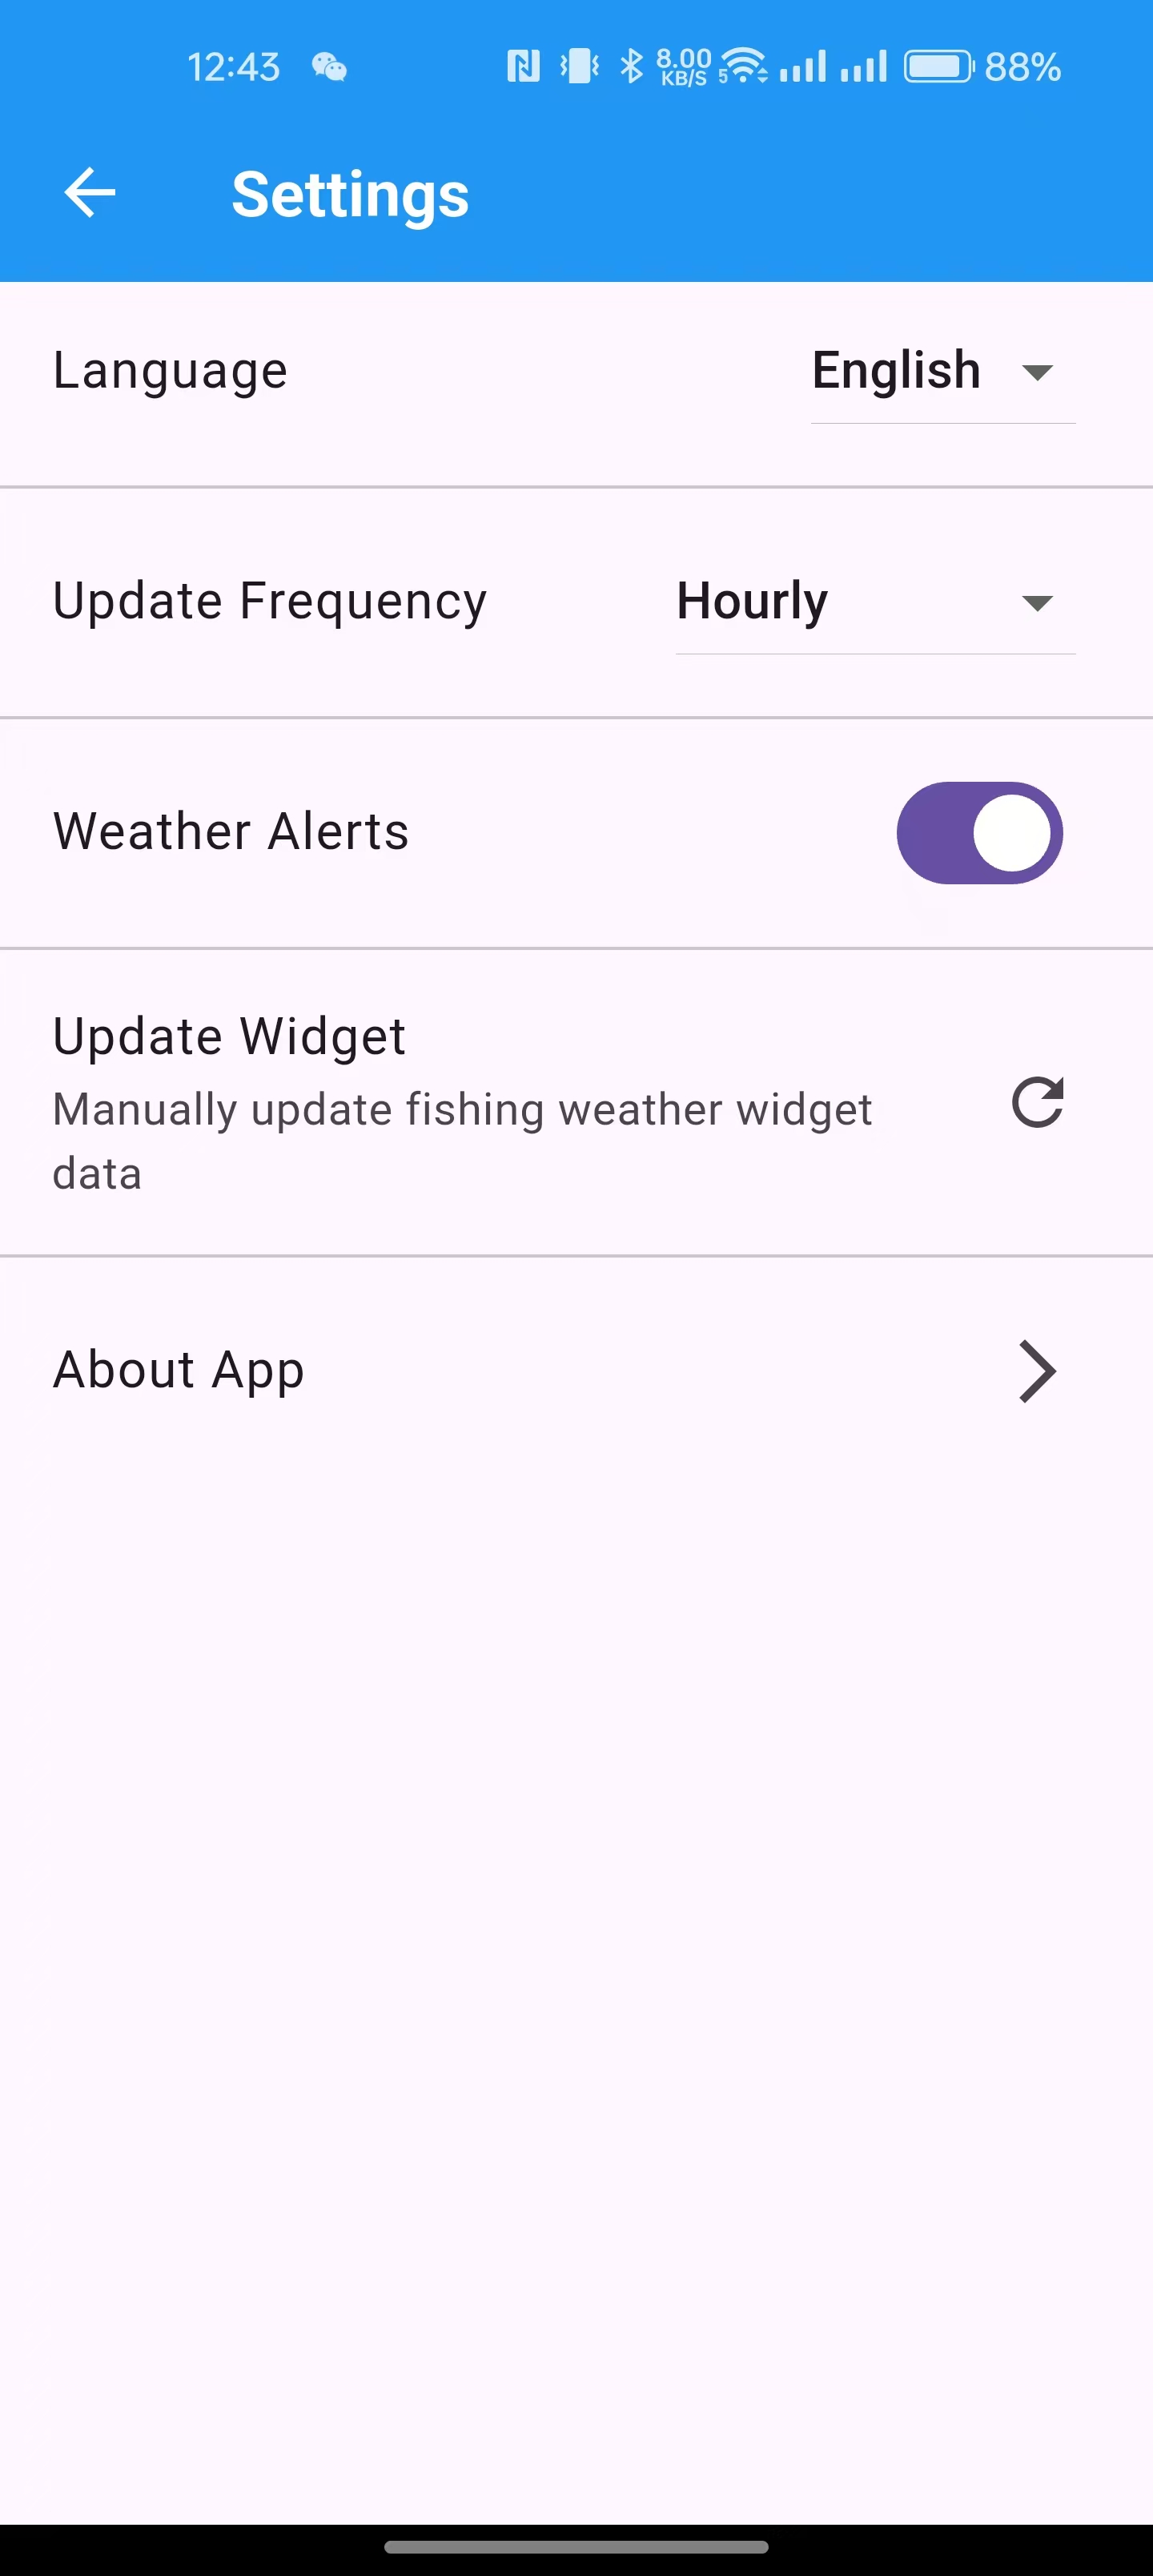 12:43 8.00 KB/S 5 88%
Settings
Language English
Update Frequency Hourly
Weather Alerts
Update Widget
Manually update fishing weather widget
data
About App